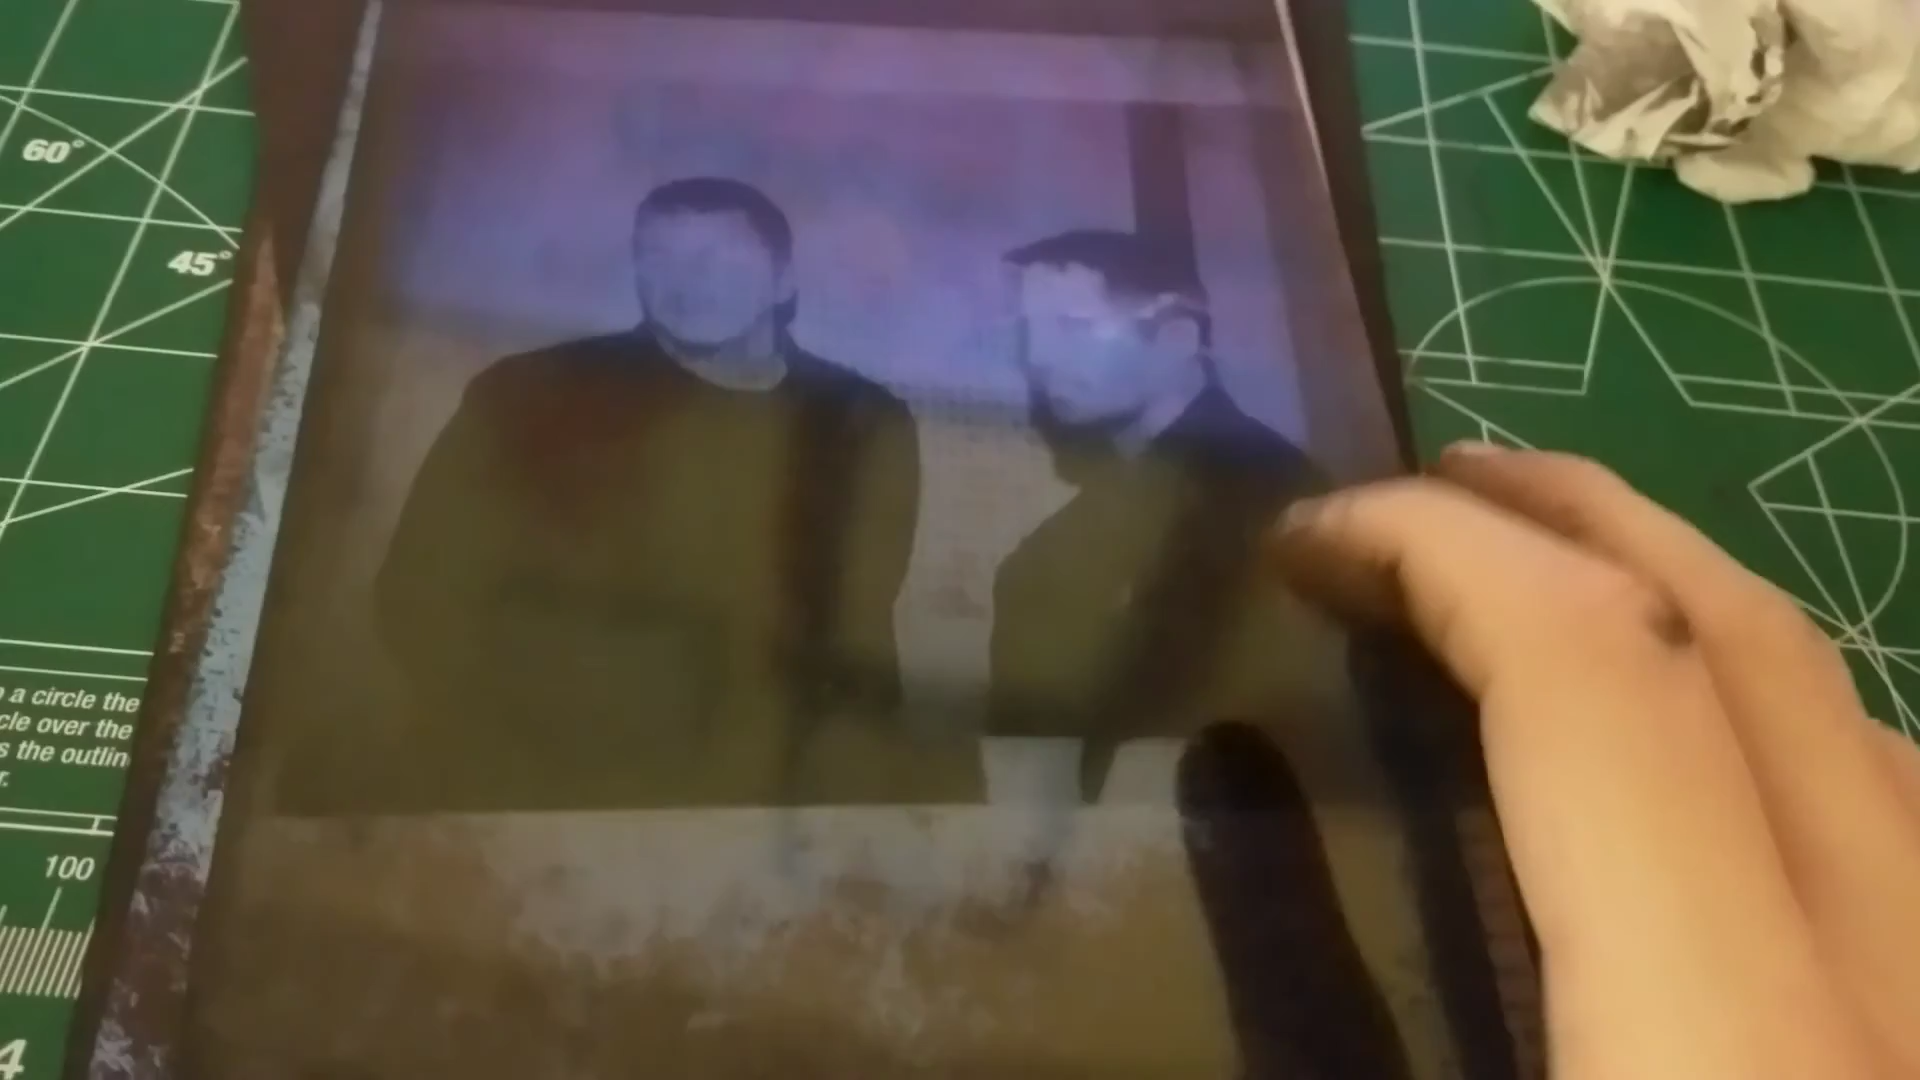 60°
45°
a circle the
cle over the
s the outlin
r.
100
4